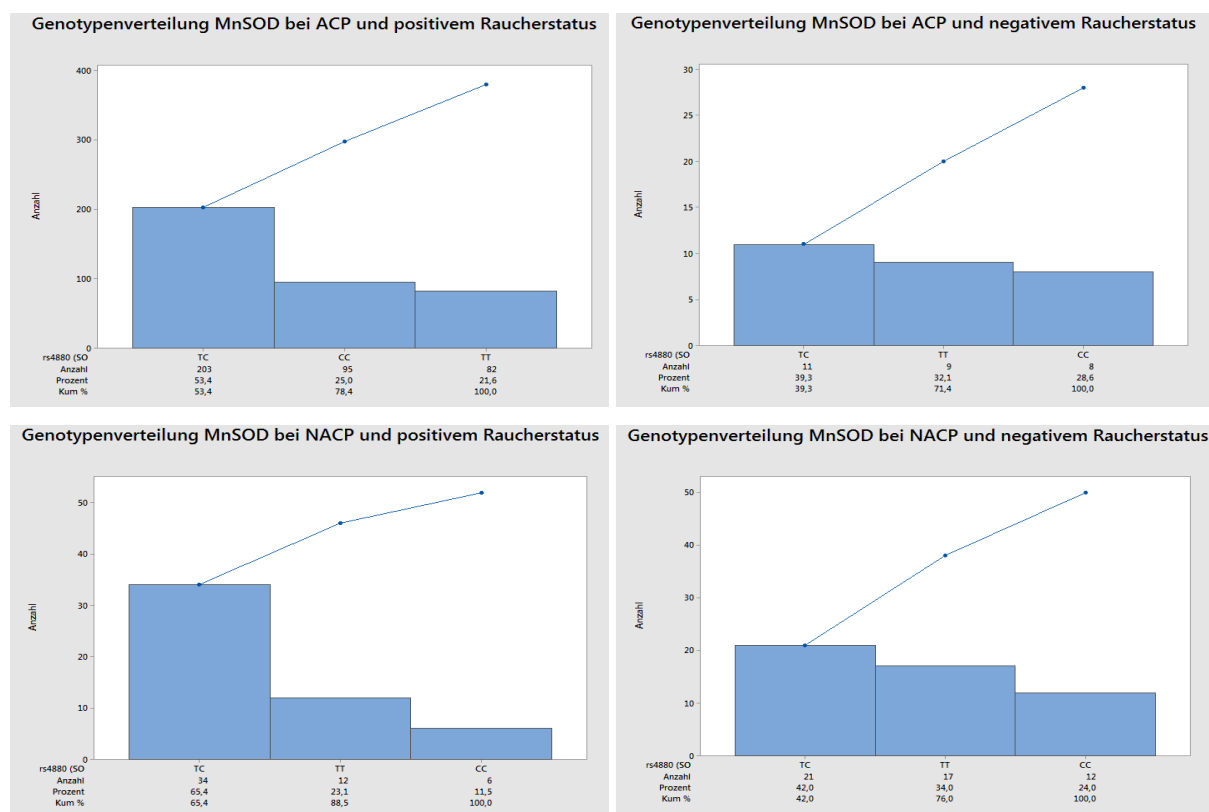 Genotypenverteilung MnSOD bei ACP und positivem Raucherstatus
400
300
200
100
0
Anzahl
rs4880 (SO TC CC TT
Anzahl 203 95 82
Prozent 53,4 25,0 21,6
Kum % 53,4 78,4 100,0
Genotypenverteilung MnSOD bei ACP und negativem Raucherstatus
30
25
20
15
10
5
0
Anzahl
rs4880 (SO TC TT CC
Anzahl 11 9 8
Prozent 39,3 32,1 28,6
Kum % 39,3 71,4 100,0
Genotypenverteilung MnSOD bei NACP und positivem Raucherstatus
50
40
30
20
10
0
Anzahl
rs4880 (SO TC TT CC
Anzahl 34 12 6
Prozent 65,4 23,1 11,5
Kum % 65,4 88,5 100,0
Genotypenverteilung MnSOD bei NACP und negativem Raucherstatus
50
40
30
20
10
0
Anzahl
rs4880 (SO TC TT CC
Anzahl 21 17 12
Prozent 42,0 34,0 24,0
Kum % 42,0 76,0 100,0